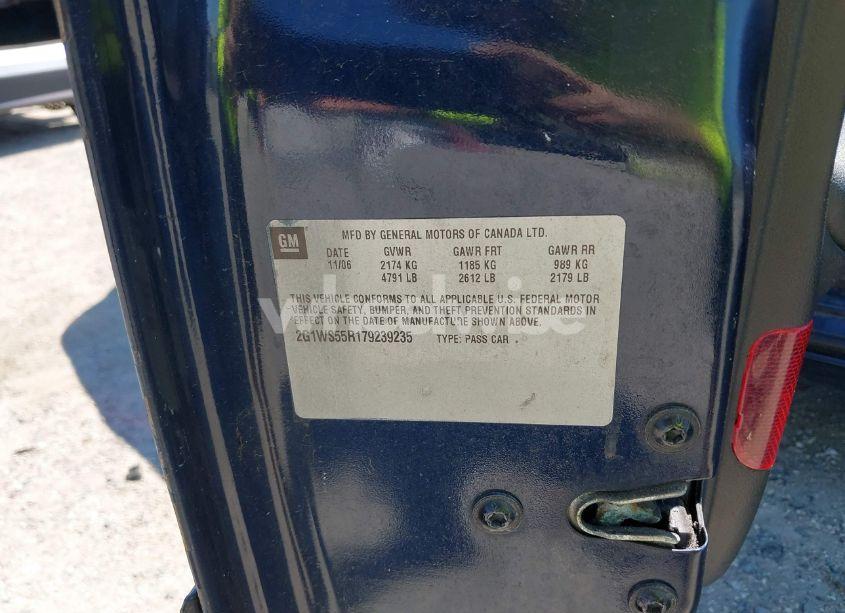 GM
MFD BY GENERAL MOTORS OF CANADA LTD.
DATE GVWR GAWR FRT GAWR RR
11/06 2174 KG 1185 KG 989 KG
4791 LB 2612 LB 2179 LB
THIS VEHICLE CONFORMS TO ALL APPLICABLE U.S. FEDERAL MOTOR
VEHICLE SAFETY, BUMPER, AND THEFT PREVENTION STANDARDS IN
EFFECT ON THE DATE OF MANUFACTURE SHOWN ABOVE.
2G1WS55R179239235 TYPE: PASS CAR